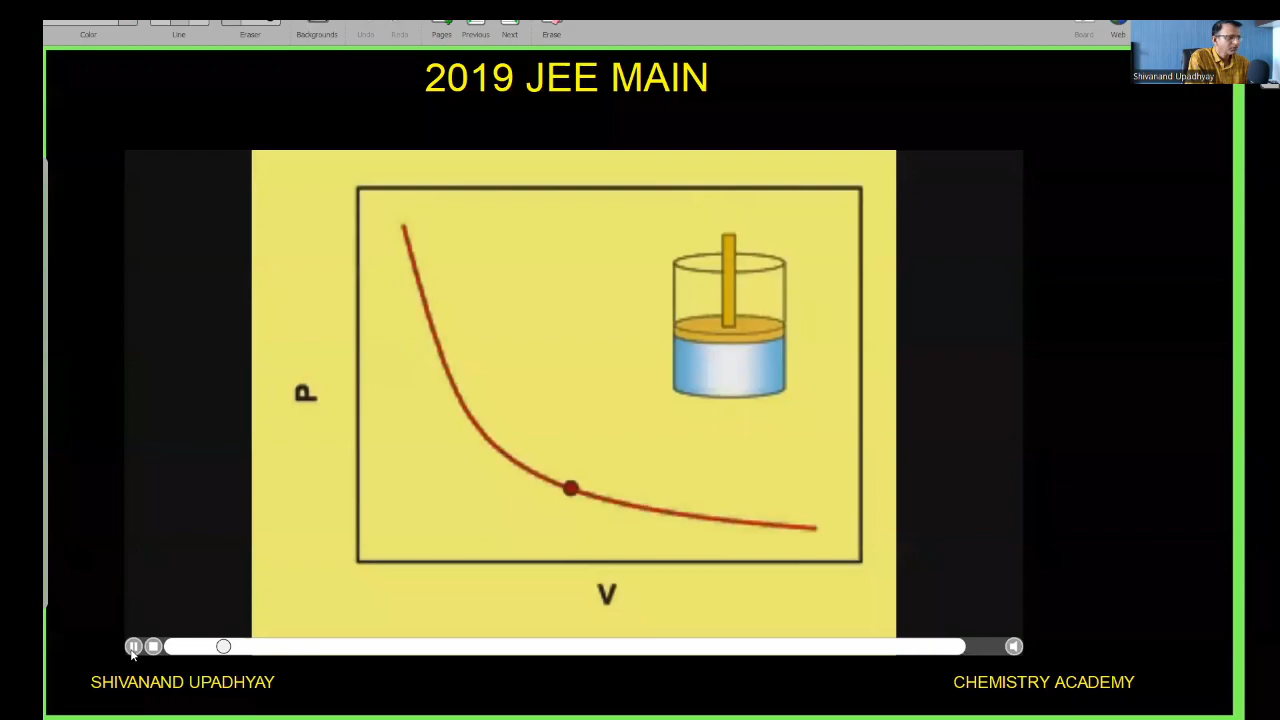 Color Line Eraser Backgrounds Undo Redo Pages Previous Next Erase Board Web
Shivanand Upadhyay
2019 JEE MAIN
P
V
SHIVANAND UPADHYAY
CHEMISTRY ACADEMY